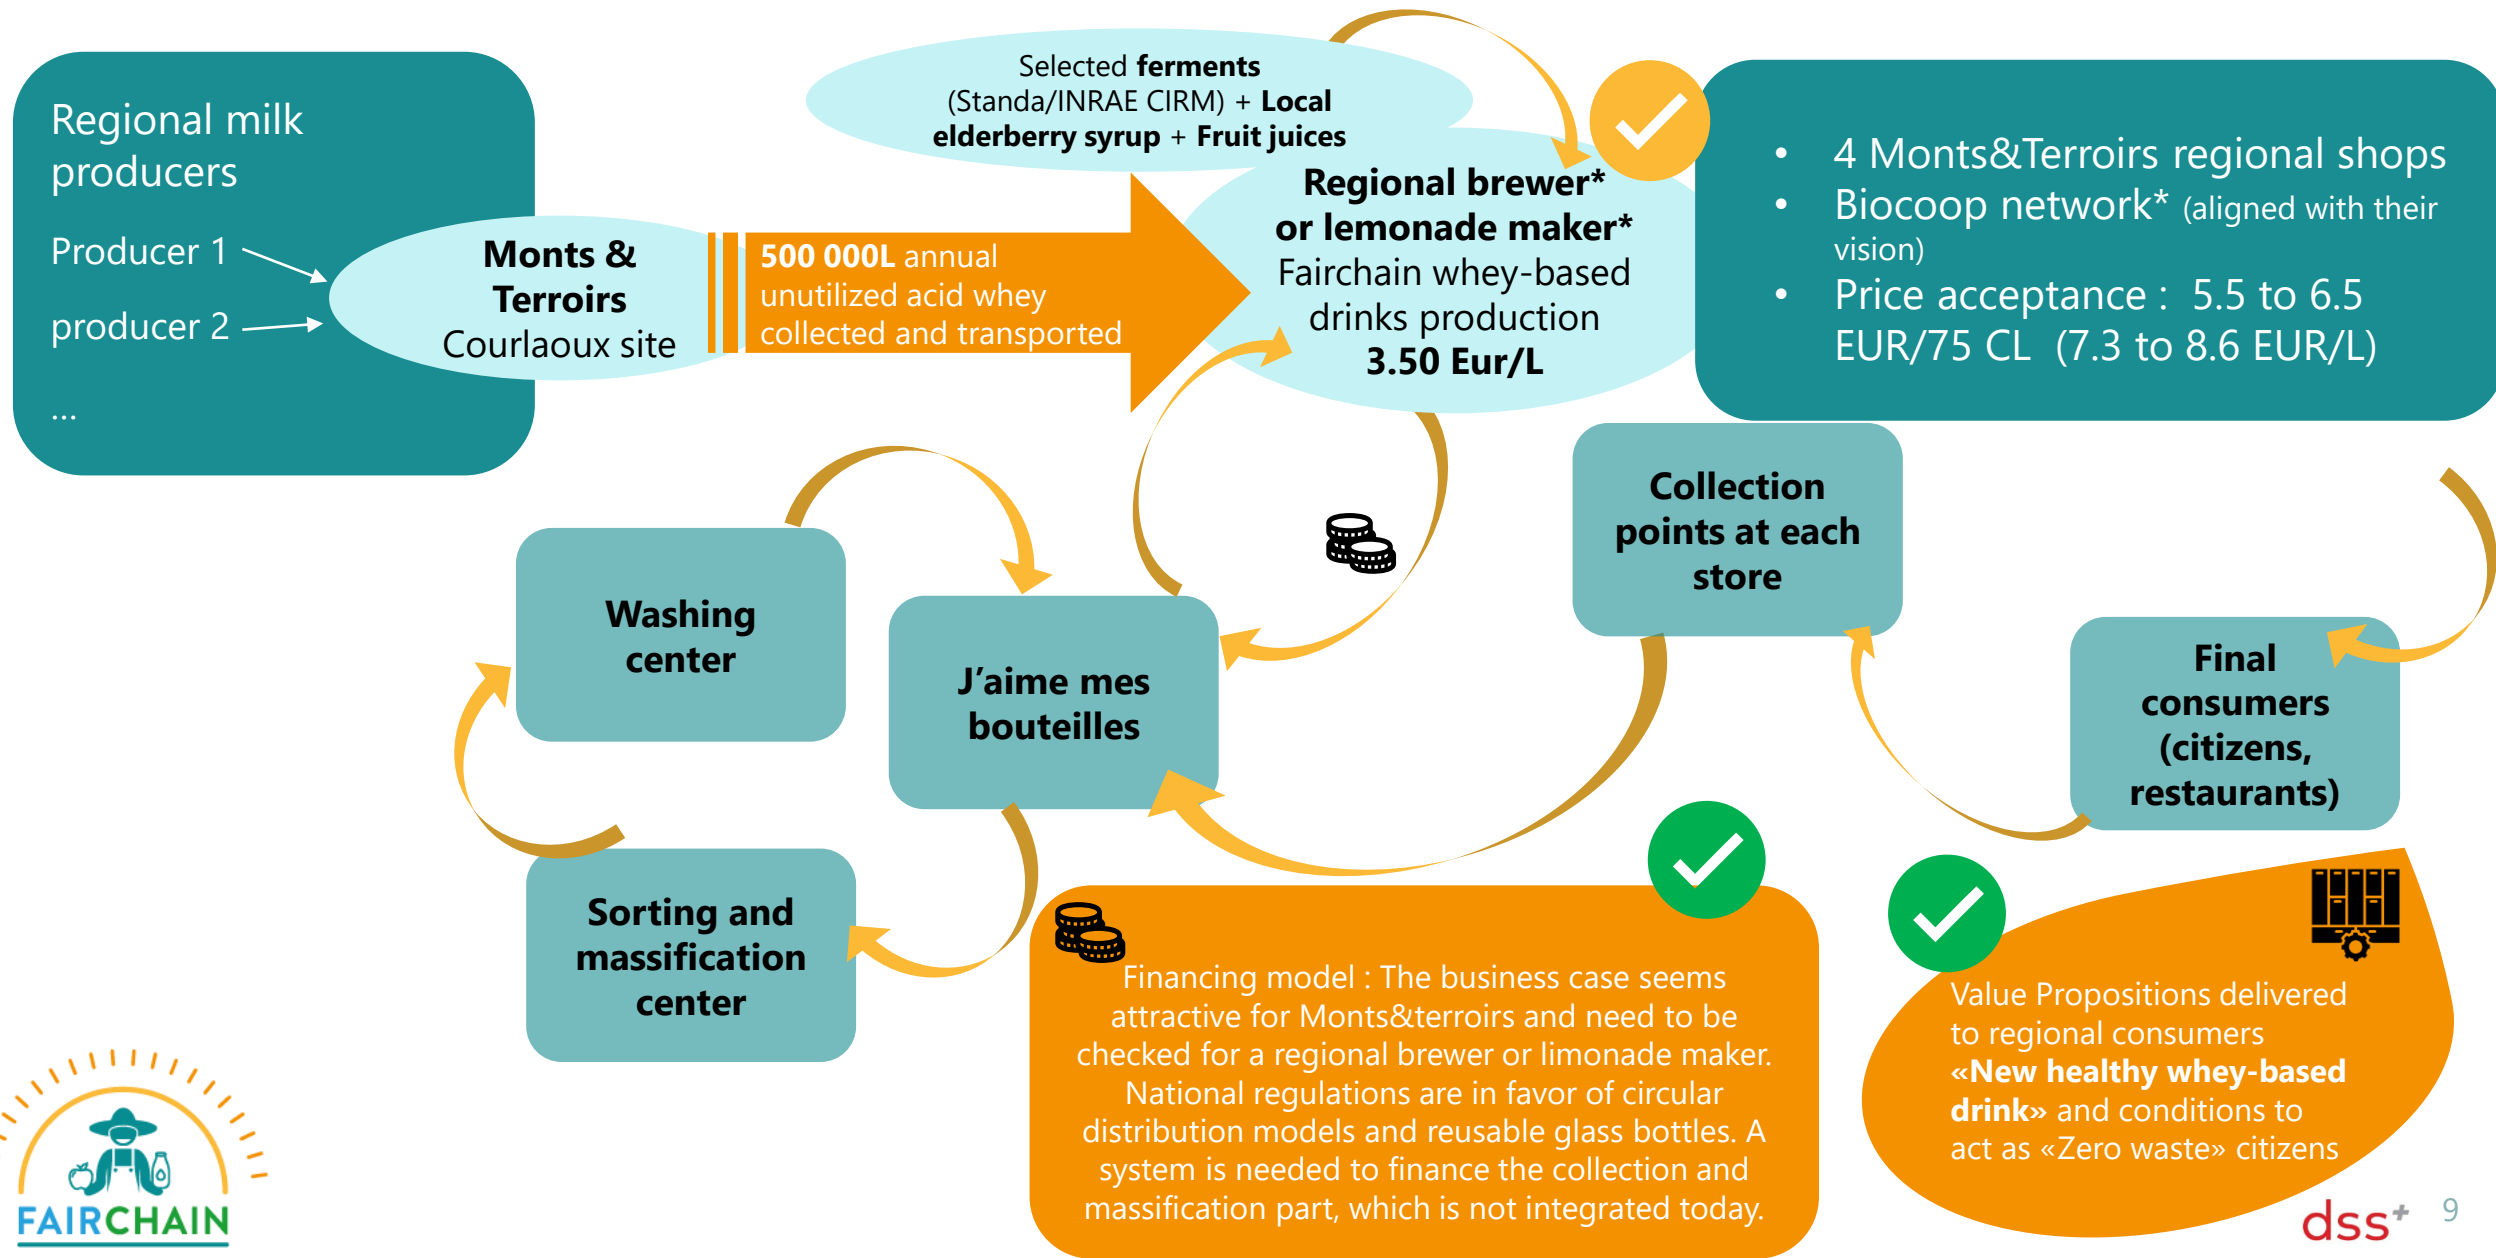 Regional milk
producers
Producer 1
producer 2
...
Monts &
Terroirs
Courlaoux site
500 000L annual
unutilized acid whey
collected and transported
Selected ferments
(Standa/INRAE CIRM) + Local
elderberry syrup + Fruit juices
Regional brewer*
or lemonade maker*
Fairchain whey-based
drinks production
3.50 Eur/L
• 4 Monts&Terroirs regional shops
• Biocoop network* (aligned with their
vision)
• Price acceptance : 5.5 to 6.5
EUR/75 CL (7.3 to 8.6 EUR/L)
Collection
points at each
store
Final
consumers
(citizens,
restaurants)
Washing
center
J'aime mes
bouteilles
Sorting and
massification
center
Financing model : The business case seems
attractive for Monts&terroirs and need to be
checked for a regional brewer or limonade maker.
National regulations are in favor of circular
distribution models and reusable glass bottles. A
system is needed to finance the collection and
massification part, which is not integrated today.
Value Propositions delivered
to regional consumers
«New healthy whey-based
drink» and conditions to
act as «Zero waste» citizens
FAIRCHAIN
dss+
9